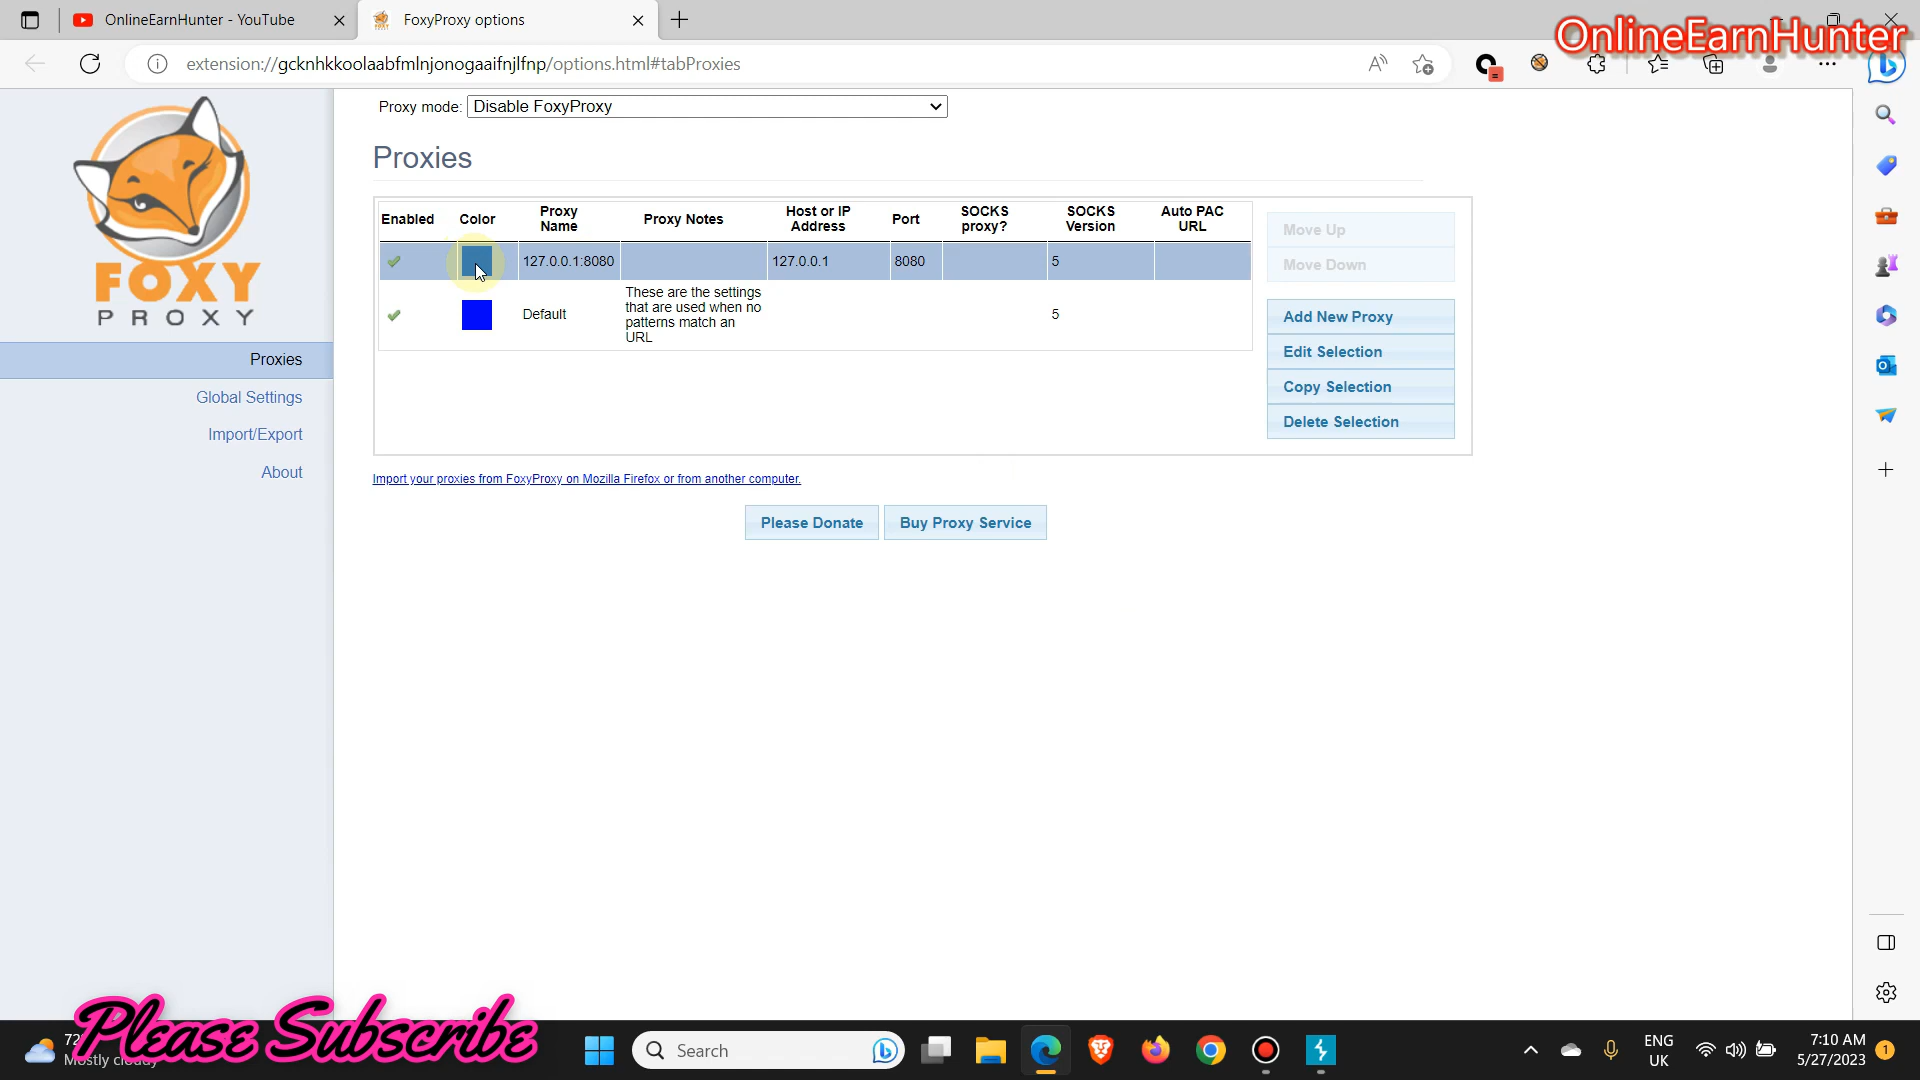 OnlineEarnHunter - YouTube
FoxyProxy options
OnlineEarnHunter
extension://gcknhkkoolaabfmlnjonogaaifnjlfnp/options.html#tabProxies
Proxy mode: Disable FoxyProxy
Proxies
Enabled Color Proxy Name Proxy Notes Host or IP Address Port SOCKS proxy? SOCKS Version Auto PAC URL
127.0.0.1:8080 127.0.0.1 8080 5
Default These are the settings that are used when no patterns match an URL 5
Move Up
Move Down
Add New Proxy
Edit Selection
Copy Selection
Delete Selection
FOXY
PROXY
Proxies
Global Settings
Import/Export
About
Import your proxies from FoxyProxy on Mozilla Firefox or from another computer.
Please Donate
Buy Proxy Service
Please Subscribe
Mostly cloudy
Search
ENG
UK
7:10 AM
5/27/2023
1